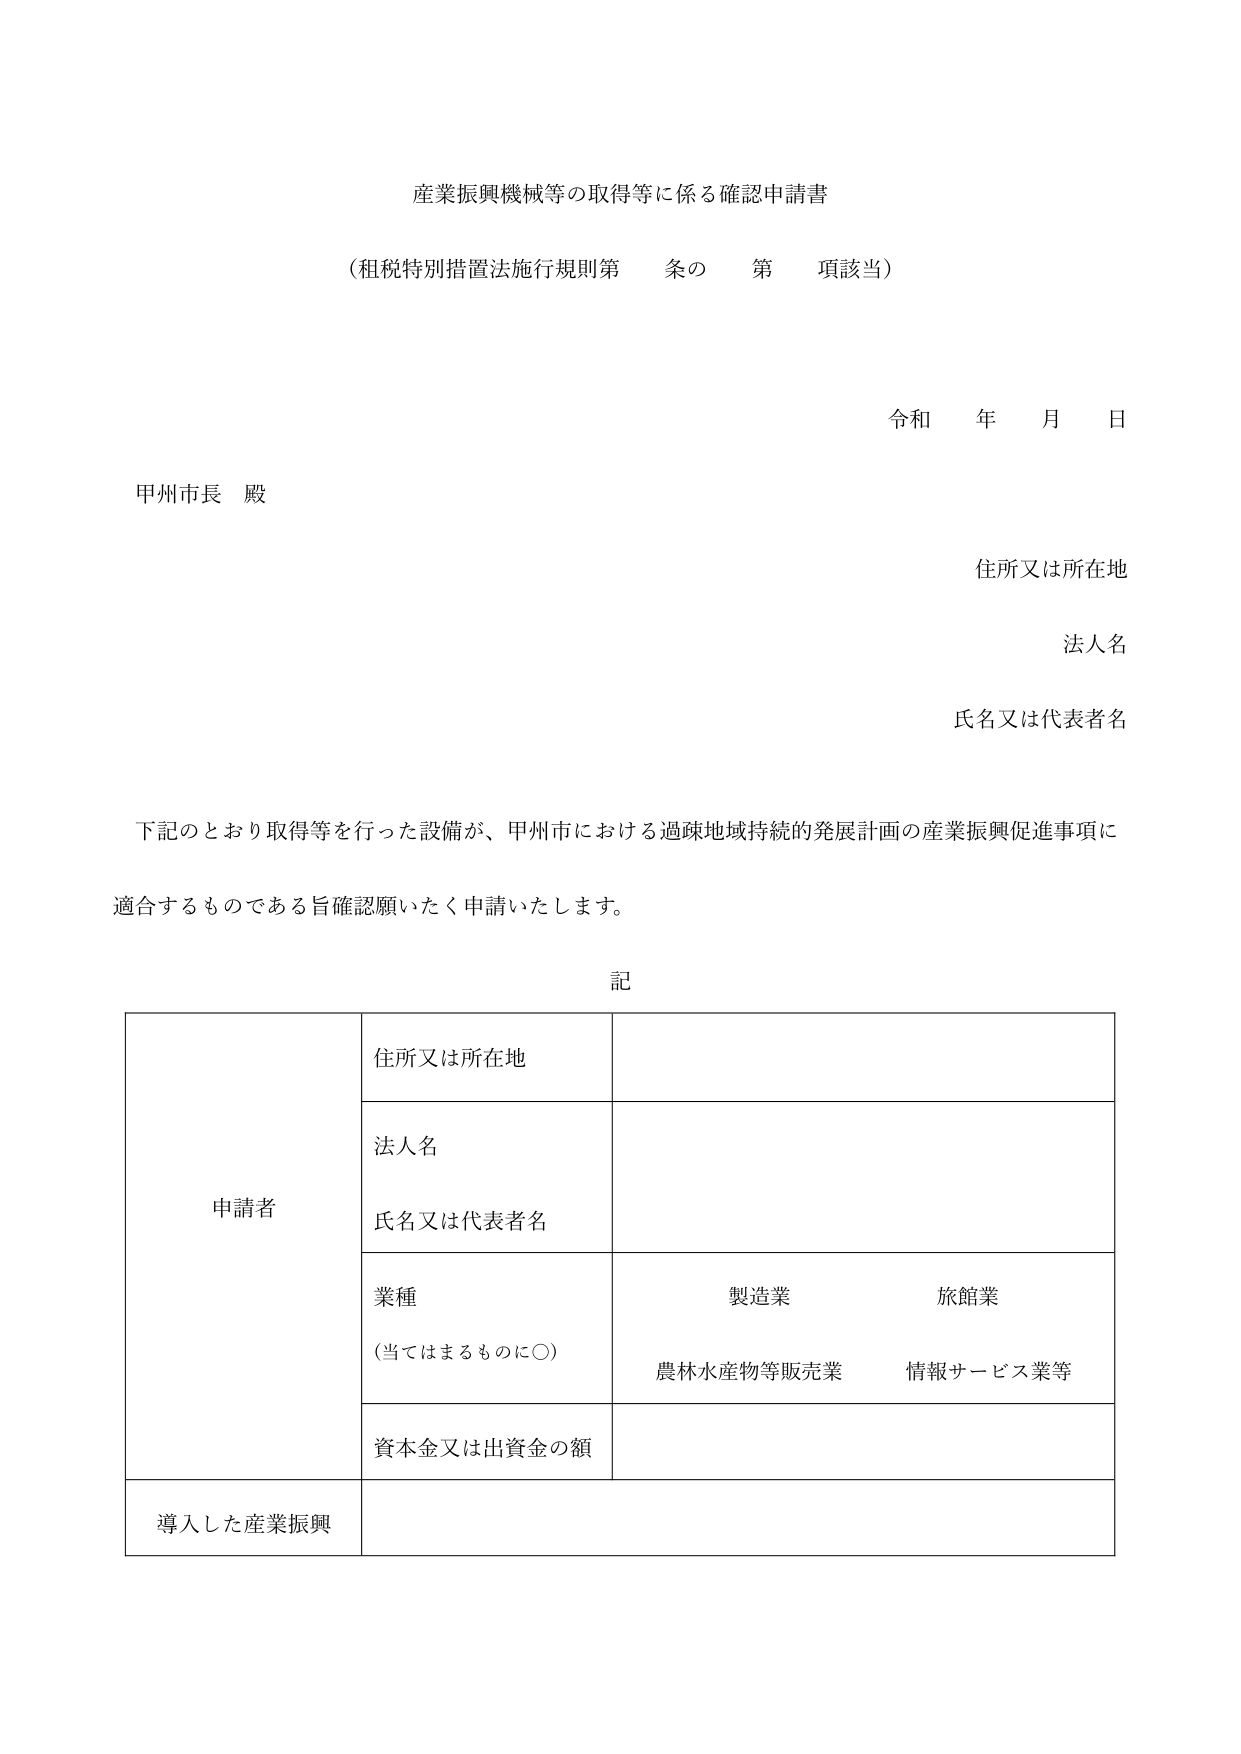 産業振興機械等の取得等に係る確認申請書
（租税特別措置法施行規則第　　条の　　第　　項該当）
令和　　年　　月　　日
甲州市長　殿
住所又は所在地
法人名
氏名又は代表者名
下記のとおり取得等を行った設備が、甲州市における過疎地域持続的発展計画の産業振興促進事項に
適合するものである旨確認願いたく申請いたします。
記
申請者
住所又は所在地
法人名
氏名又は代表者名
業種
（当てはまるものに〇）
製造業　　　旅館業
農林水産物等販売業　　　情報サービス業等
資本金又は出資金の額
導入した産業振興